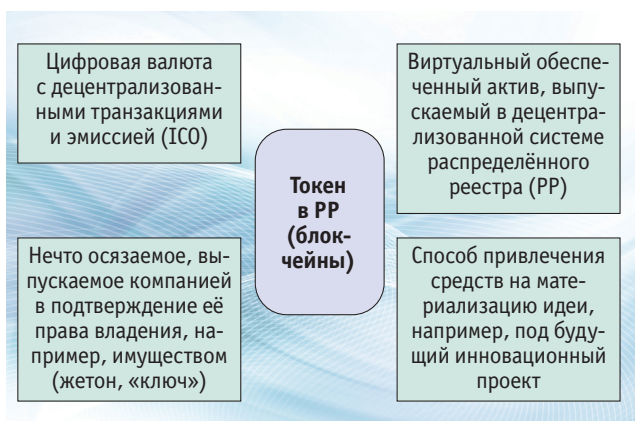 Цифровая валюта
с децентрализован-
ными транзакциями
и эмиссией (ICO)
Виртуальный обеспе-
ченный актив, выпу-
скаемый в децентра-
лизованной системе
распределённого
реестра (РР)
Токен
в РР
(блок-
чейны)
Нечто осязаемое, вы-
пускаемое компанией
в подтверждение её
права владения, на-
пример, имуществом
(жетон, «ключ»)
Способ привлечения
средств на мате-
риализацию идеи,
например, под буду-
щий инновационный
проект